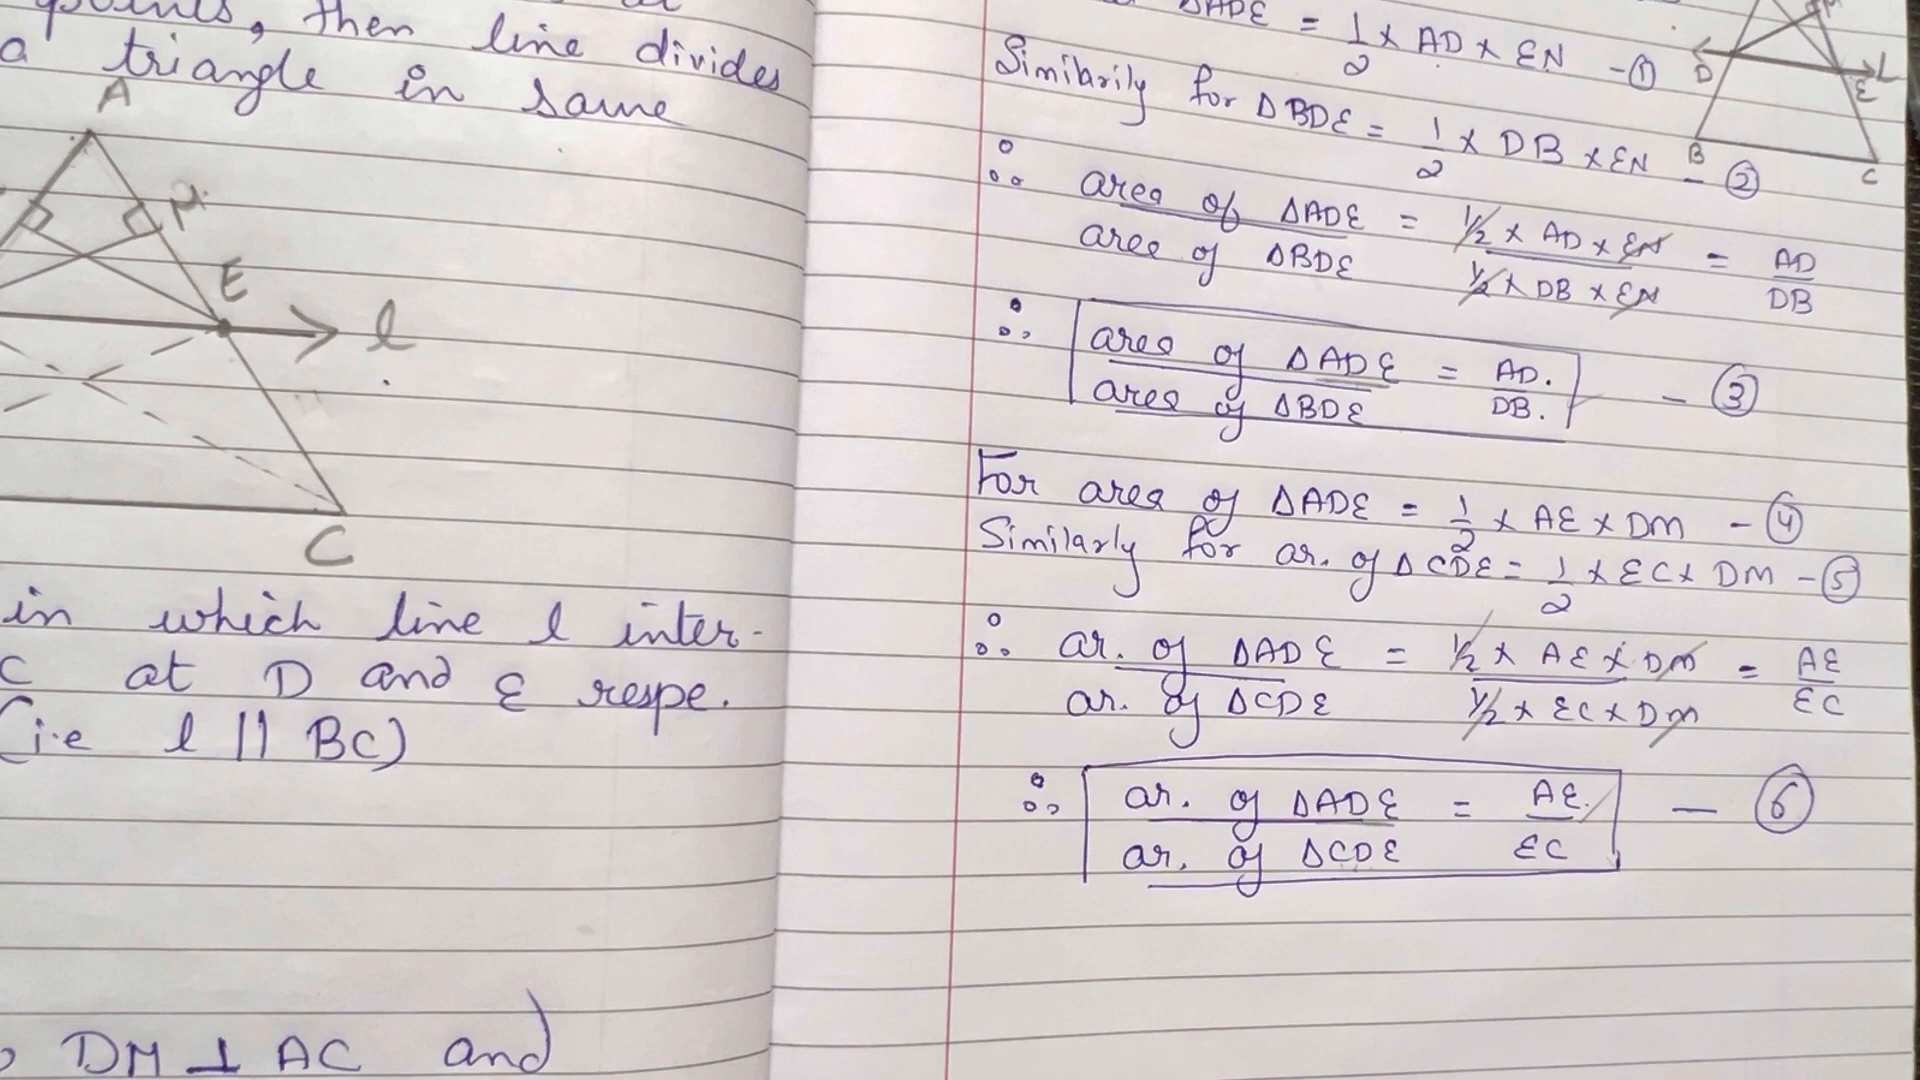 points, then line divides
a triangle in same
A
M
E
l
C
in which line l inter-
C at D and E respe.
(i.e l || BC)
DM ⊥ AC and
ΔADE = 1/2 × AD × EN - ①
Similarily for ΔBDE = 1/2 × DB × EN - ②
∴ area of ΔADE / area of ΔBDE = 1/2 × AD × EN / 1/2 × DB × EN = AD / DB
∴ area of ΔADE / area of ΔBDE = AD. / DB. - ③
For area of ΔADE = 1/2 × AE × DM - ④
Similarly for ar. of ΔCDE = 1/2 × EC × DM - ⑤
∴ ar. of ΔADE / ar. of ΔCDE = 1/2 × AE × DM / 1/2 × EC × DM = AE / EC
∴ ar. of ΔADE / ar. of ΔCDE = AE. / EC - ⑥
D
L
E
B
C